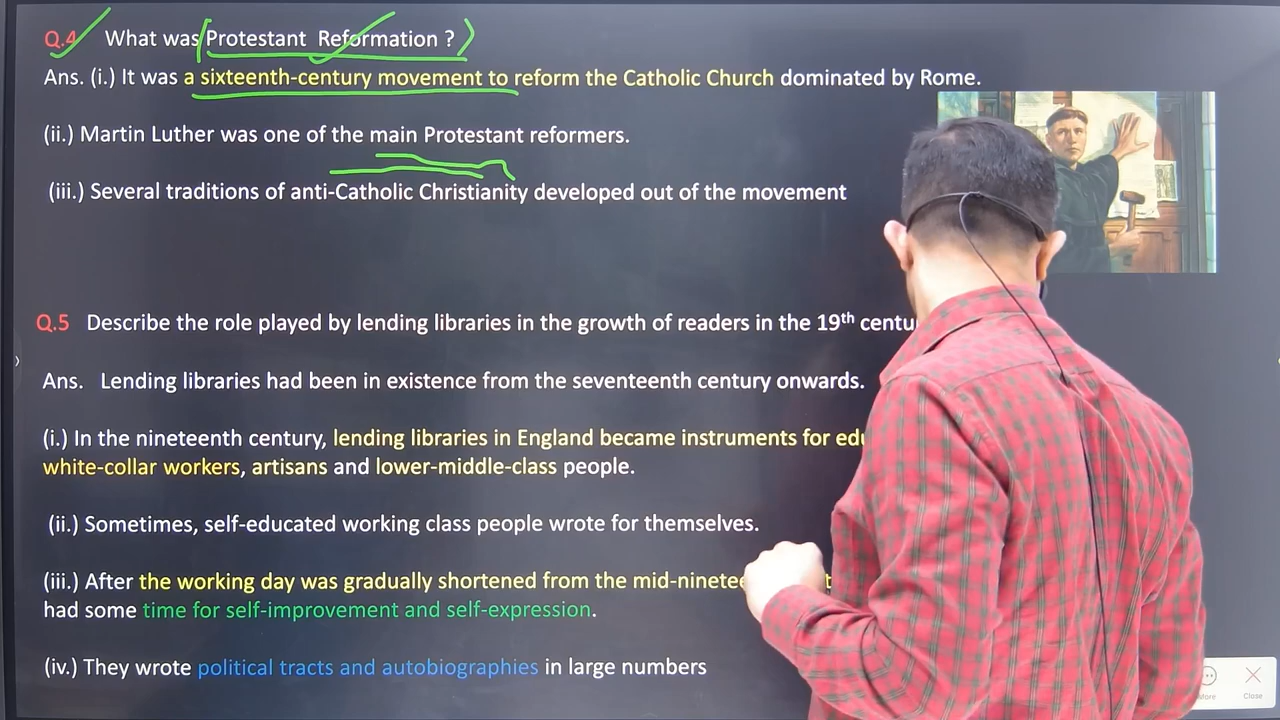 Q.4 What was Protestant Reformation ?
Ans. (i.) It was a sixteenth-century movement to reform the Catholic Church dominated by Rome.
(ii.) Martin Luther was one of the main Protestant reformers.
(iii.) Several traditions of anti-Catholic Christianity developed out of the movement
Q.5 Describe the role played by lending libraries in the growth of readers in the 19th
Ans. Lending libraries had been in existence from the seventeenth century onwards.
(i.) In the nineteenth century, lending libraries in England became instruments for
white-collar workers, artisans and lower-middle-class people.
(ii.) Sometimes, self-educated working class people wrote for themselves.
(iii.) After the working day was gradually shortened from the
had some time for self-improvement and self-expression.
(iv.) They wrote political tracts and autobiographies in large numbers
Close